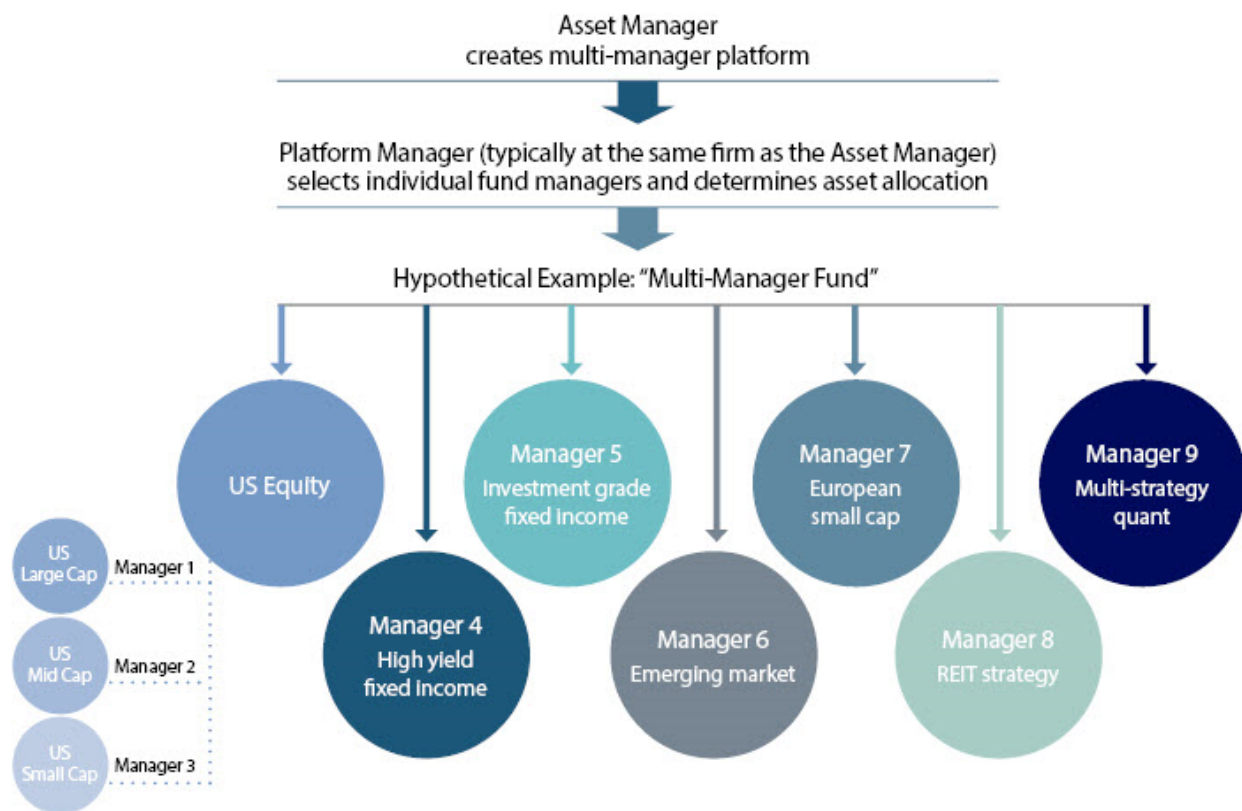 Asset Manager
creates multi-manager platform
Platform Manager (typically at the same firm as the Asset Manager)
selects individual fund managers and determines asset allocation
Hypothetical Example: “Multi-Manager Fund”
US Equity
US
Large Cap
Manager 1
US
Mid Cap
Manager 2
US
Small Cap
Manager 3
Manager 4
High yield
fixed income
Manager 5
Investment grade
fixed income
Manager 6
Emerging market
Manager 7
European
small cap
Manager 8
REIT strategy
Manager 9
Multi-strategy
quant